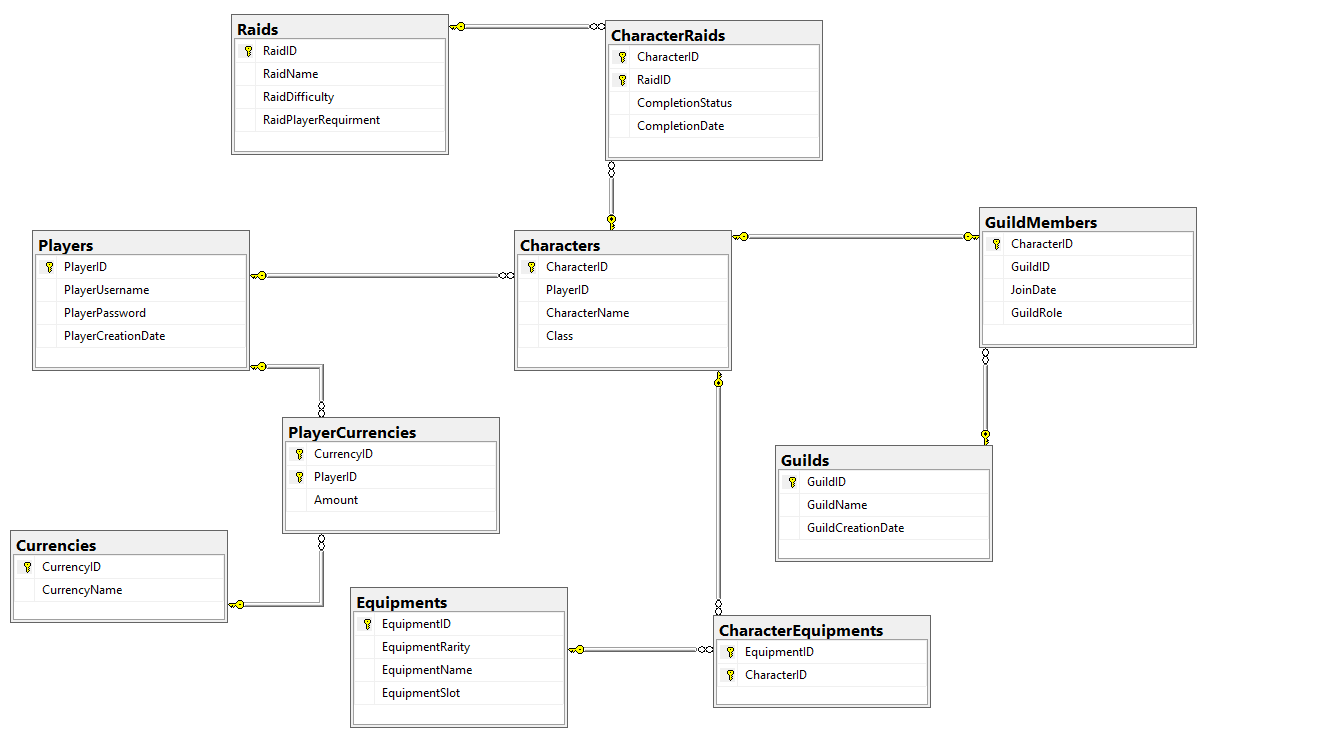 Raids
RaidID
RaidName
RaidDifficulty
RaidPlayerRequirment
CharacterRaids
CharacterID
RaidID
CompletionStatus
CompletionDate
Players
PlayerID
PlayerUsername
PlayerPassword
PlayerCreationDate
Characters
CharacterID
PlayerID
CharacterName
Class
GuildMembers
CharacterID
GuildID
JoinDate
GuildRole
PlayerCurrencies
CurrencyID
PlayerID
Amount
Guilds
GuildID
GuildName
GuildCreationDate
Currencies
CurrencyID
CurrencyName
Equipments
EquipmentID
EquipmentRarity
EquipmentName
EquipmentSlot
CharacterEquipments
EquipmentID
CharacterID